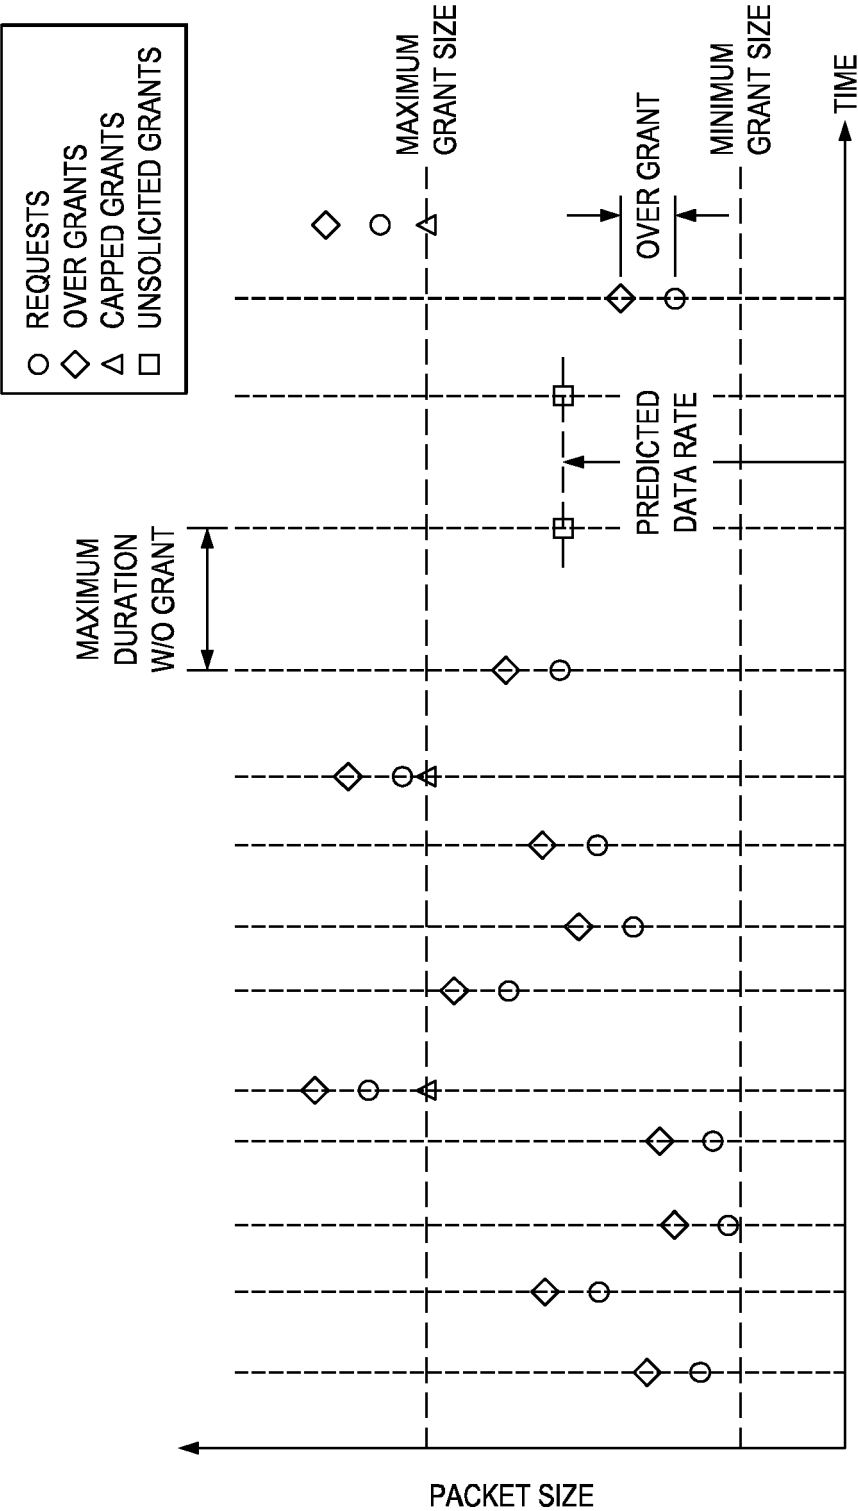 REQUESTS
OVER GRANTS
CAPPED GRANTS
UNSOLICITED GRANTS
MAXIMUM
DURATION
W/O GRANT
MAXIMUM
GRANT SIZE
OVER GRANT
PREDICTED
DATA RATE
MINIMUM
GRANT SIZE
TIME
PACKET SIZE